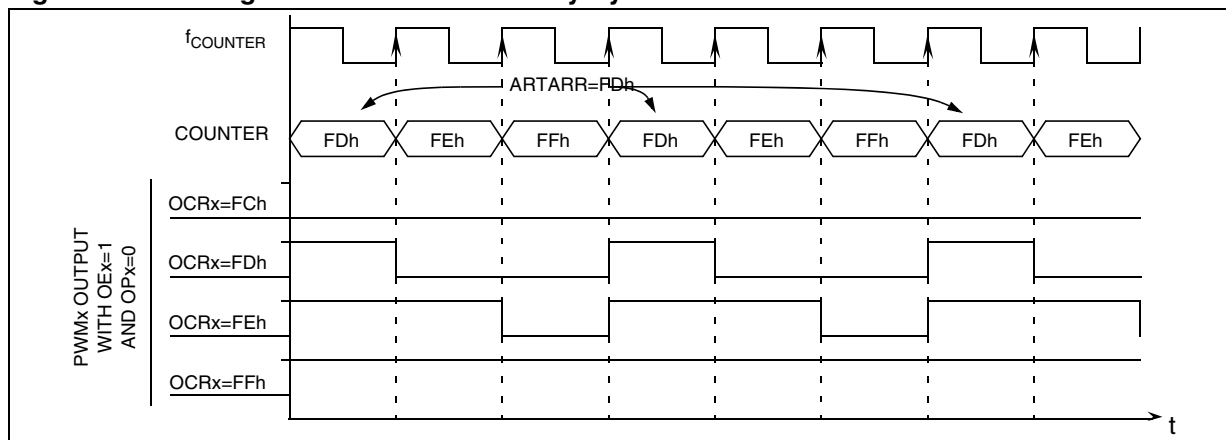 fCOUNTER
ARTARR=FDh
COUNTER
FDh FEh FFh FDh FEh FFh FDh FEh
PWMx OUTPUT
WITH OEx=1
AND OPx=0
OCRx=FCh
OCRx=FDh
OCRx=FEh
OCRx=FFh
t